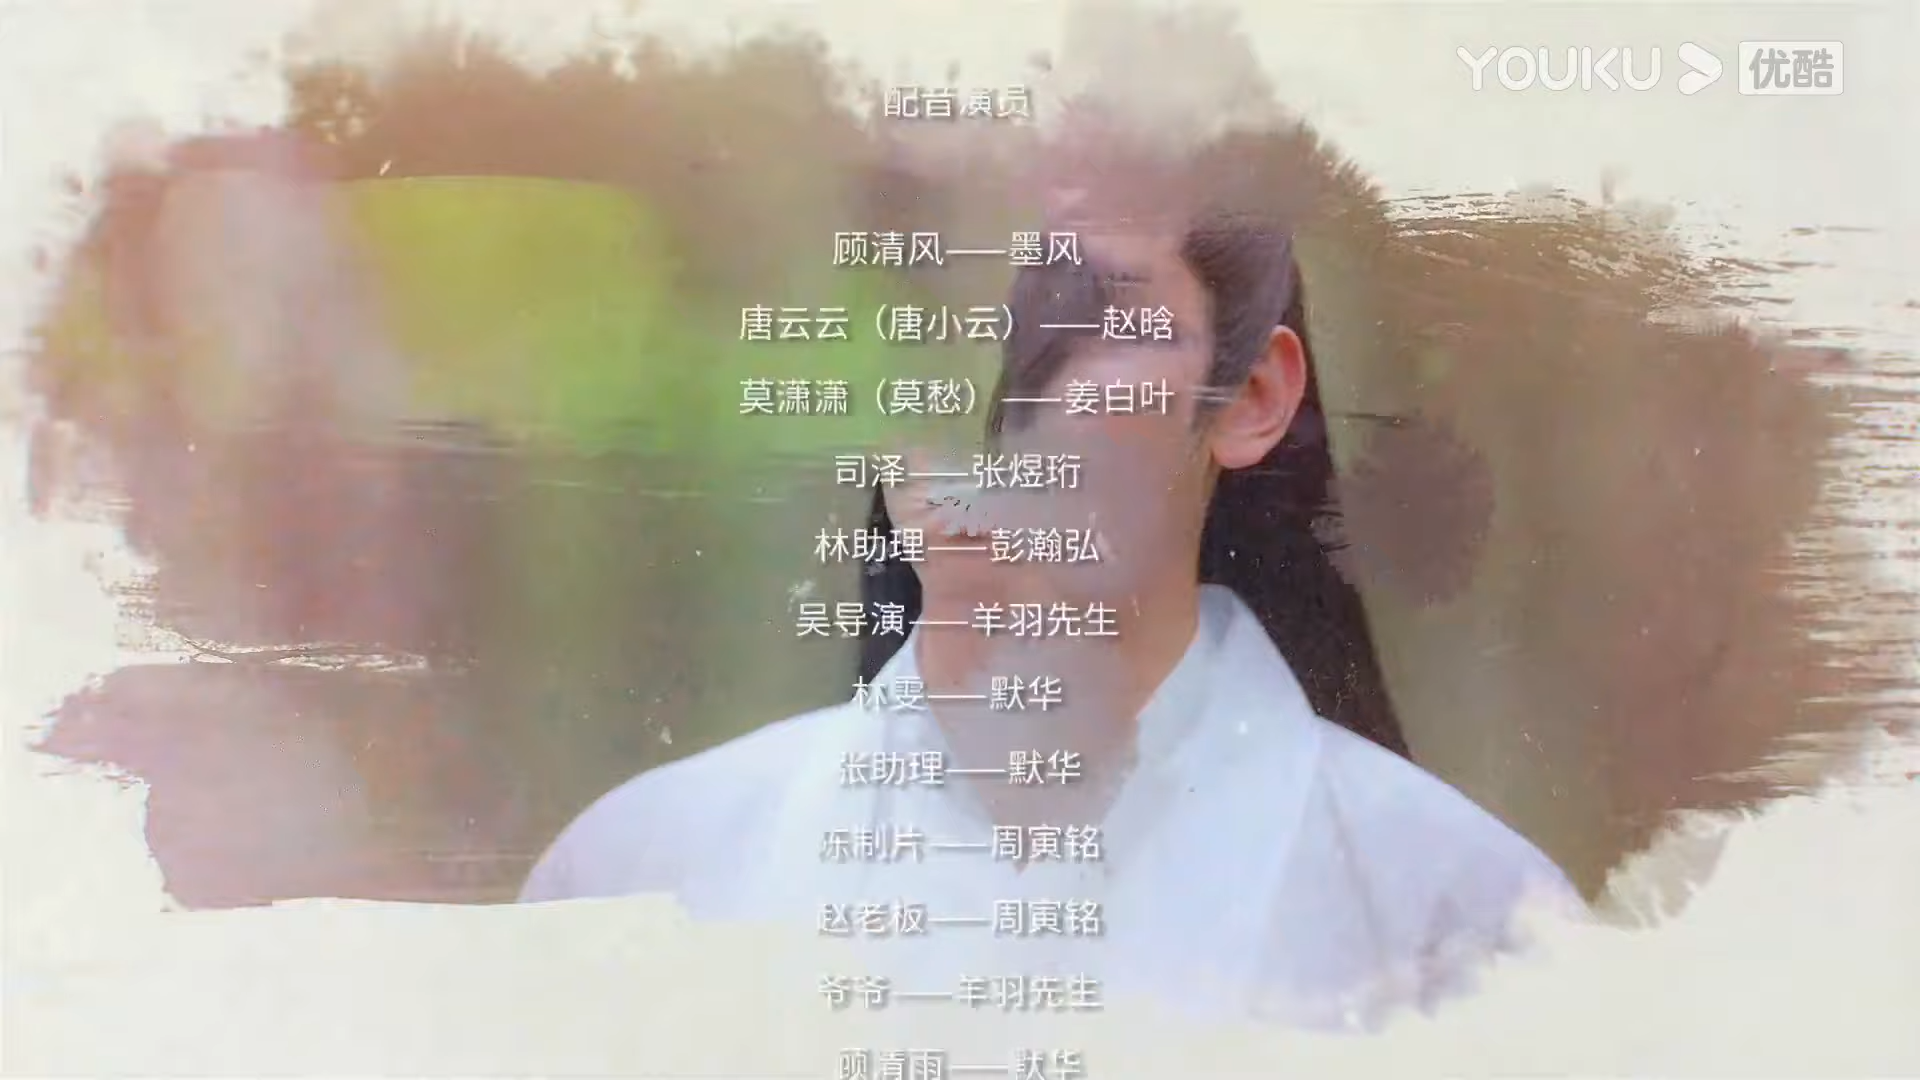 YOUKU 优酷
配音演员
顾清风——墨风
唐云云（唐小云）——赵晗
莫潇潇（莫愁）——姜白叶
司泽——张煜珩
林助理——彭瀚弘
吴导演——羊羽先生
林雯——默华
张助理——默华
陈制片——周寅铭
赵老板——周寅铭
爷爷——羊羽先生
顾清雨——默华